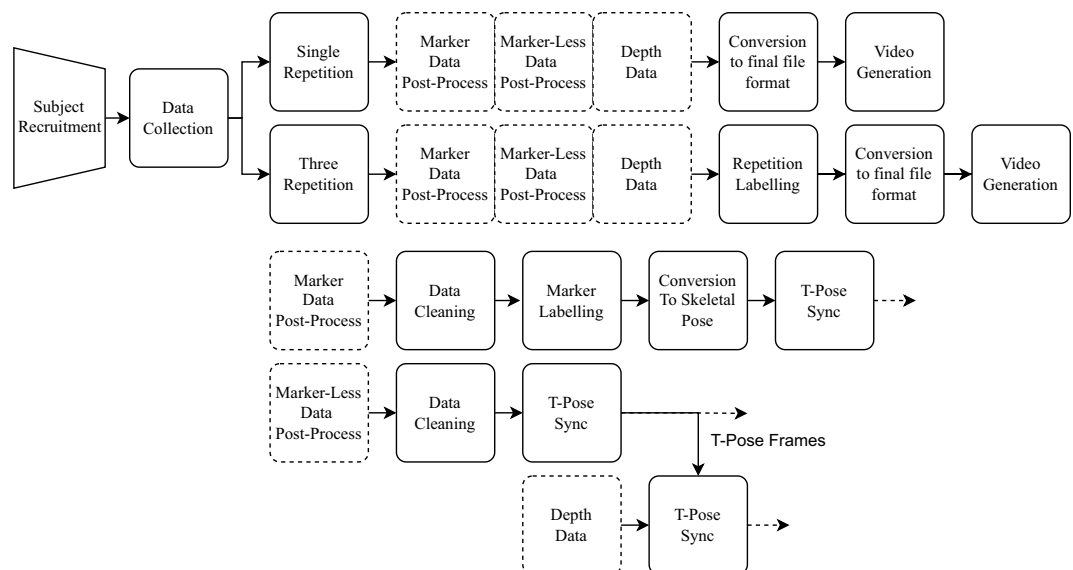 Subject
Recruitment
Data
Collection
Single
Repetition
Marker
Data
Post-Process
Marker-Less
Data
Post-Process
Depth
Data
Conversion
to final file
format
Video
Generation
Three
Repetition
Marker
Data
Post-Process
Marker-Less
Data
Post-Process
Depth
Data
Repetition
Labelling
Conversion
to final file
format
Video
Generation
Marker
Data
Post-Process
Data
Cleaning
Marker
Labelling
Conversion
To Skeletal
Pose
T-Pose
Sync
Marker-Less
Data
Post-Process
Data
Cleaning
T-Pose
Sync
T-Pose Frames
Depth
Data
T-Pose
Sync